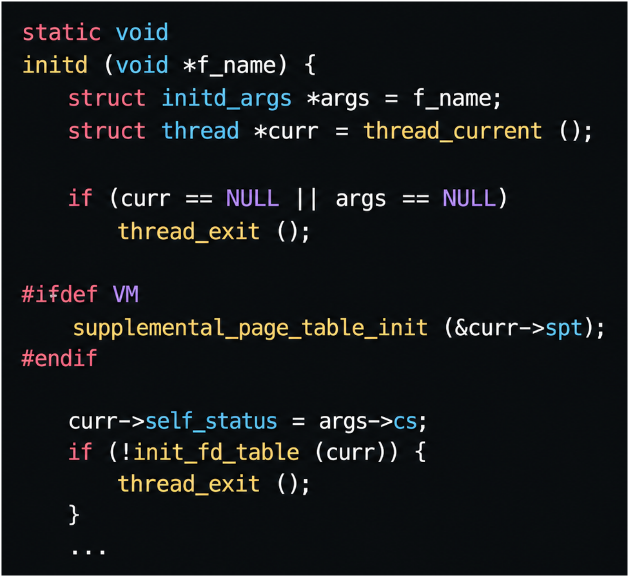 static void
initd (void *f_name) {
    struct initd_args *args = f_name;
    struct thread *curr = thread_current ();

    if (curr == NULL || args == NULL)
        thread_exit ();

#ifdef VM
    supplemental_page_table_init (&curr->spt);
#endif

    curr->self_status = args->cs;
    if (!init_fd_table (curr)) {
        thread_exit ();
    }
    ...